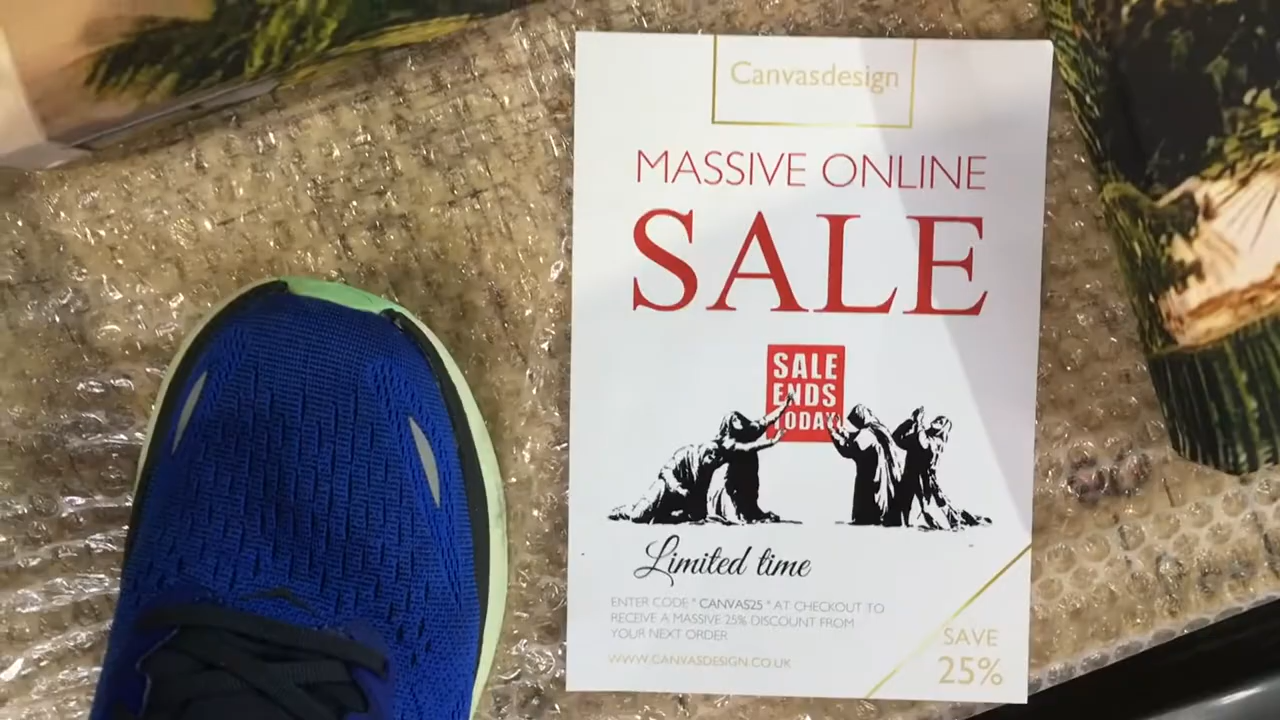 Canvasdesign
MASSIVE ONLINE
SALE
SALE
ENDS
TODAY
Limited time
ENTER CODE " CANVAS25 " AT CHECKOUT TO
RECEIVE A MASSIVE 25% DISCOUNT FROM
YOUR NEXT ORDER
WWW.CANVASDESIGN.CO.UK
SAVE
25%